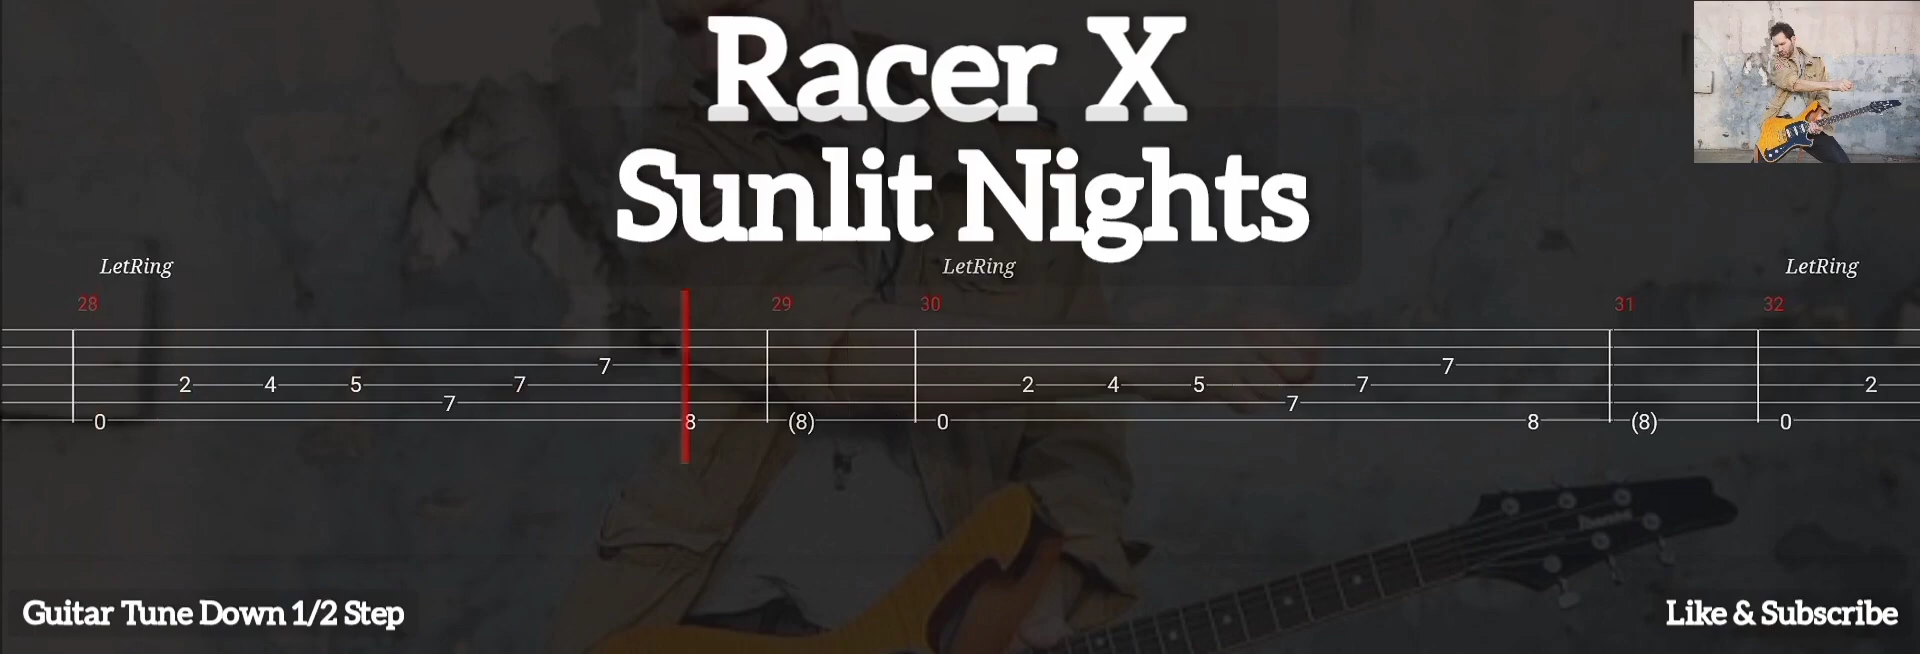 Racer X
Sunlit Nights
LetRing LetRing LetRing
28 29 30 31 32
7 7
2 4 5 7 2 4 5 7 2
7 7
0 8 (8) 0 8 (8) 0
Ibanez
Guitar Tune Down 1/2 Step
Like & Subscribe